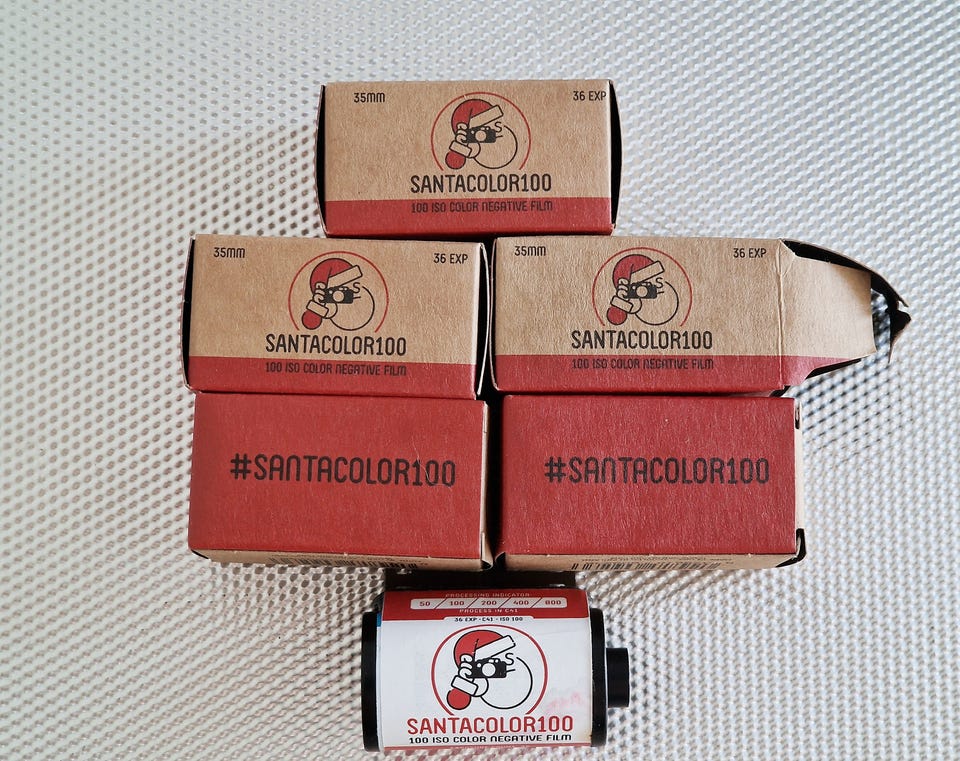 35MM
36 EXP
SANTACOLOR100
100 ISO COLOR NEGATIVE FILM
35MM
36 EXP
SANTACOLOR100
100 ISO COLOR NEGATIVE FILM
35MM
36 EXP
SANTACOLOR100
100 ISO COLOR NEGATIVE FILM
#SANTACOLOR100
#SANTACOLOR100
PROCESSING INDICATOR
50 / 100 / 200 / 400 / 800
PROCESS IN C41
36 EXP · C41 · ISO 100
SANTACOLOR100
100 ISO COLOR NEGATIVE FILM